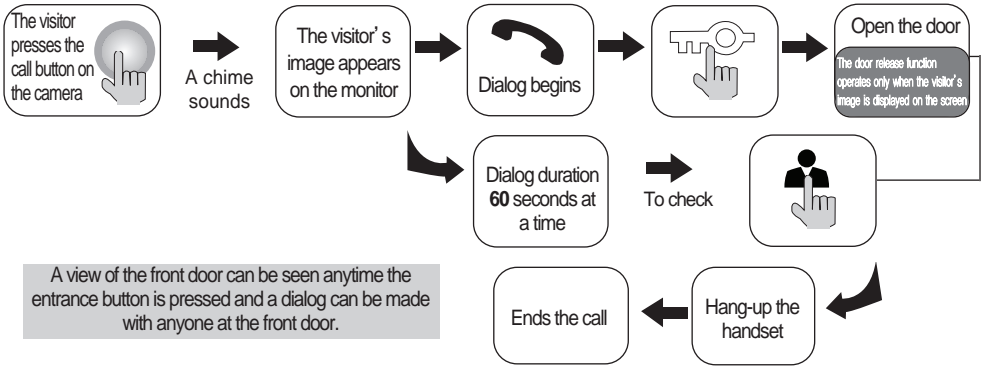 The visitor
presses the
call button on
the camera
A chime
sounds
The visitor's
image appears
on the monitor
Dialog begins
Open the door
The door release function
operates only when the visitor's
image is displayed on the screen
Dialog duration
60 seconds at
a time
To check
A view of the front door can be seen anytime the
entrance button is pressed and a dialog can be made
with anyone at the front door.
Ends the call
Hang-up the
handset